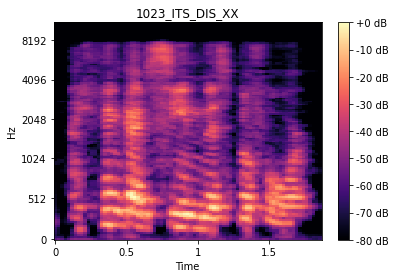 1023_ITS_DIS_XX
+0 dB
8192
-10 dB
4096
-20 dB
-30 dB
2048
Hz
-40 dB
1024
-50 dB
512
-60 dB
-70 dB
0
-80 dB
0 0.5 1 1.5
Time